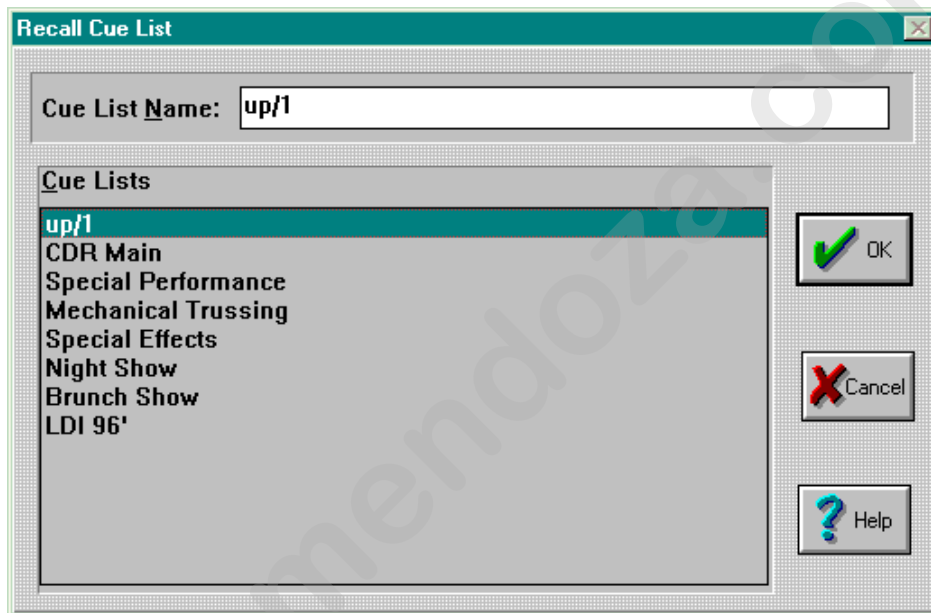 Recall Cue List
Cue List Name: up/1
Cue Lists
up/1
CDR Main
Special Performance
Mechanical Trussing
Special Effects
Night Show
Brunch Show
LDI 96'
OK
Cancel
Help
mendoza.co